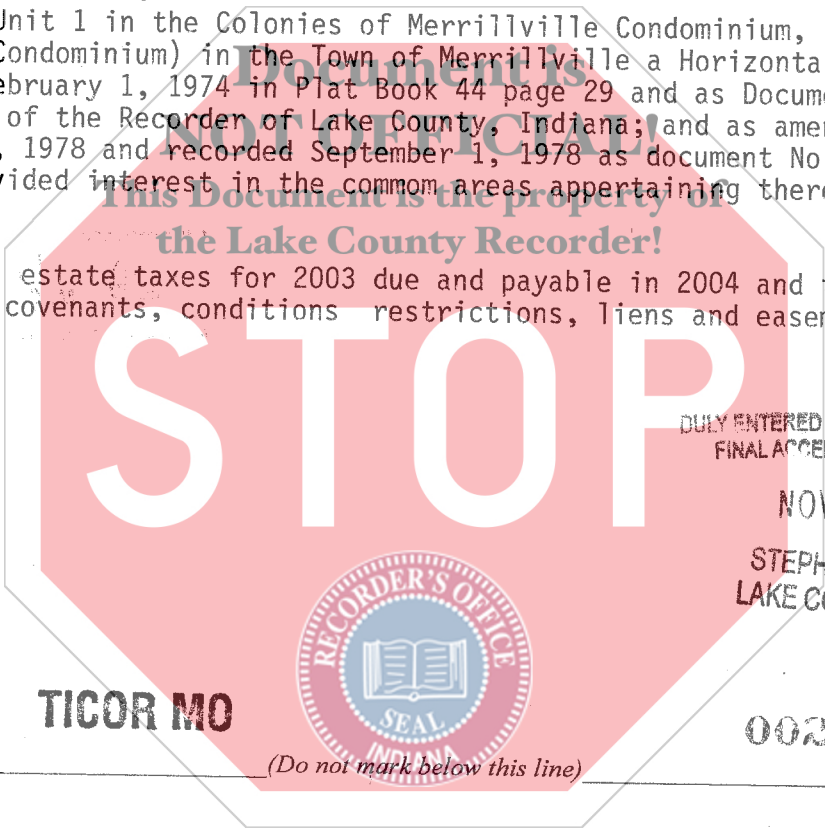 Unit 1 in the Colonies of Merrillville Condominium,
Condominium) in the Town of Merrillville a Horizonta
ebruary 1, 1974 in Plat Book 44 page 29 and as Docume
of the Recorder of Lake County, Indiana; and as amen
, 1978 and recorded September 1, 1978 as document No
vided interest in the common areas appertaining there
Document is
NOT OFFICIAL!
This Document is the property of
the Lake County Recorder!
estate taxes for 2003 due and payable in 2004 and
covenants, conditions restrictions, liens and easem
STOP
DULY ENTERED
FINAL ACCE
NOV
STEPH
LAKE CO
RECORDER'S OFFICE
SEAL
INDIANA
TICOR MO
002
(Do not mark below this line)